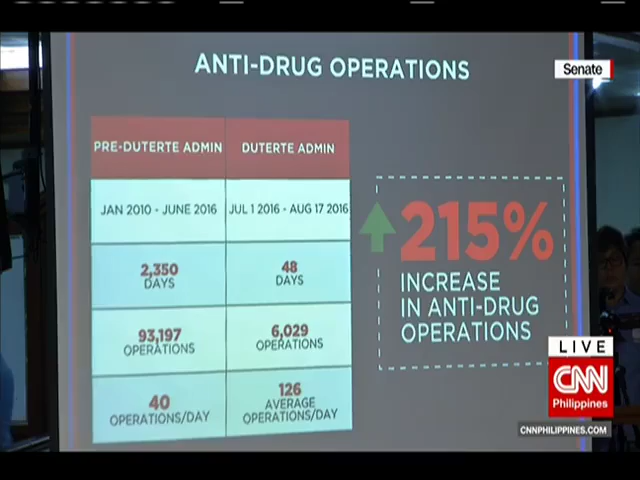 ANTI-DRUG OPERATIONS
Senate
PRE-DUTERTE ADMIN
DUTERTE ADMIN
JAN 2010 - JUNE 2016
JUL 1 2016 - AUG 17 2016
2,350
DAYS
48
DAYS
93,197
OPERATIONS
6,029
OPERATIONS
40
OPERATIONS/DAY
126
AVERAGE
OPERATIONS/DAY
215%
INCREASE
IN ANTI-DRUG
OPERATIONS
LIVE
CNN
Philippines
CNNPHILIPPINES.COM